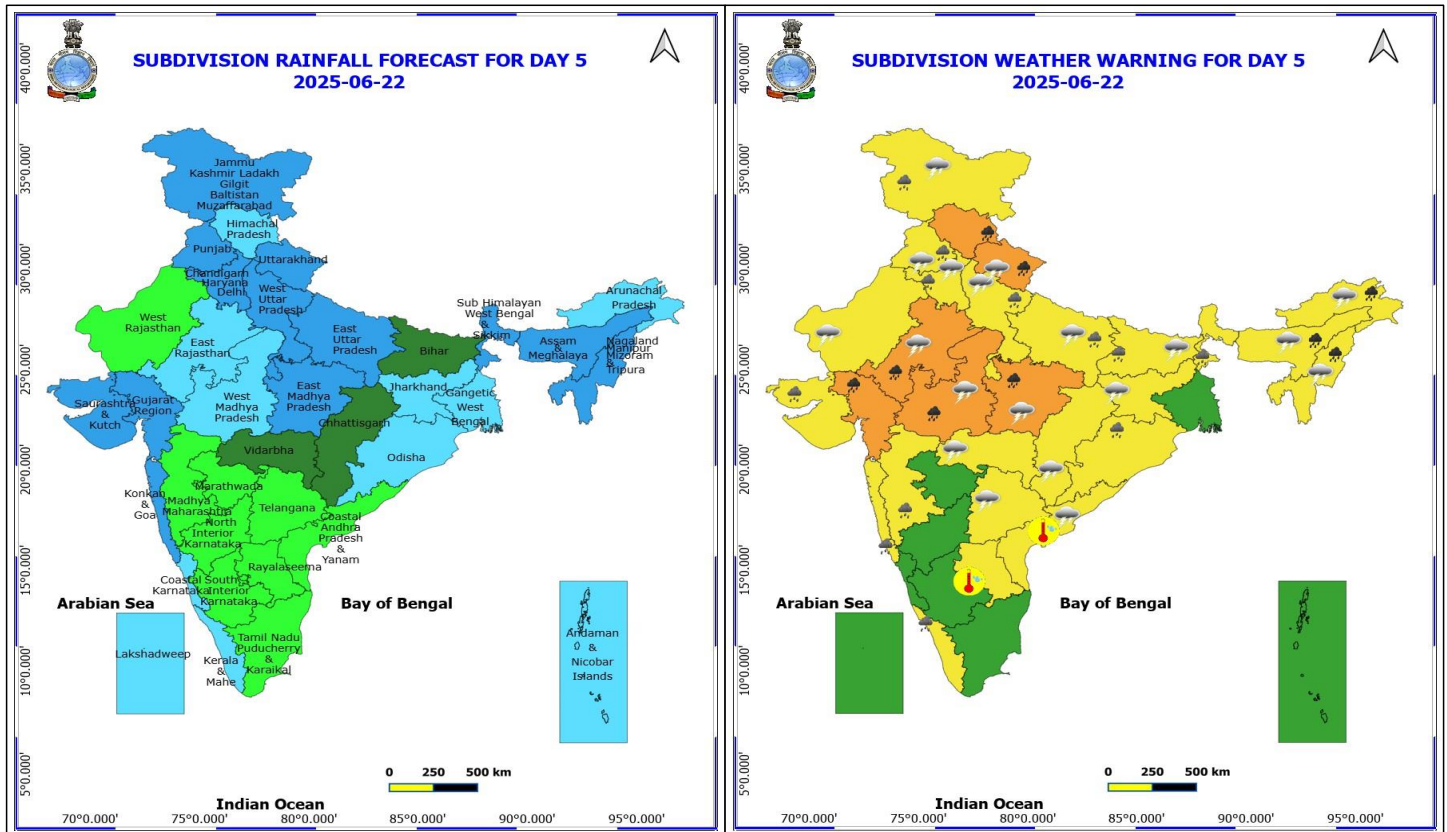 SUBDIVISION RAINFALL FORECAST FOR DAY 5
2025-06-22
40°0.000'
35°0.000'
30°0.000'
25°0.000'
20°0.000'
15°0.000'
10°0.000'
5°0.000'
Jammu
Kashmir Ladakh
Gilgit
Baltistan
Muzaffarabad
Himachal
Pradesh
Punjab
Uttarakhand
Chandigarh
Haryana
Delhi
West
Uttar
Pradesh
West
Rajasthan
East
Rajasthan
East
Uttar
Pradesh
Bihar
Sub Himalayan
West Bengal
&
Sikkim
Arunachal
Pradesh
Assam
&
Meghalaya
Nagaland
Manipur
Mizoram
&
Tripura
Saurashtra
&
Kutch
Gujarat
Region
West
Madhya
Pradesh
East
Madhya
Pradesh
Jharkhand
Gangetic
West
Bengal
Chhattisgarh
Vidarbha
Odisha
Konkan
&
Goa
Marathwada
Madhya
Maharashtra
North
Interior
Karnataka
Telangana
Coastal
Andhra
Pradesh
&
Yanam
Rayalaseema
Coastal
Karnataka
South
Interior
Karnataka
Tamil Nadu
Puducherry
&
Karaikal
Kerala
&
Mahe
Lakshadweep
Andaman
&
Nicobar
Islands
Arabian Sea
Bay of Bengal
0 250 500 km
Indian Ocean
70°0.000' 75°0.000' 80°0.000' 85°0.000' 90°0.000' 95°0.000'
SUBDIVISION WEATHER WARNING FOR DAY 5
2025-06-22
40°0.000'
35°0.000'
30°0.000'
25°0.000'
20°0.000'
15°0.000'
10°0.000'
5°0.000'
Arabian Sea
Bay of Bengal
0 250 500 km
Indian Ocean
70°0.000' 75°0.000' 80°0.000' 85°0.000' 90°0.000' 95°0.000'